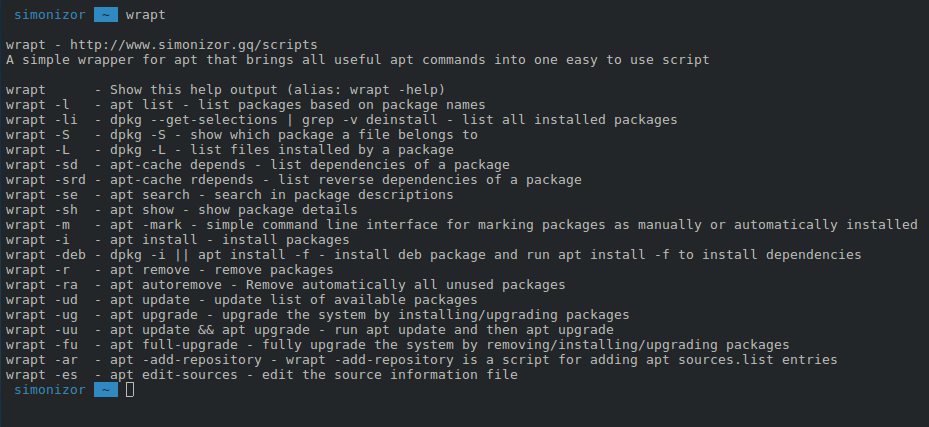 simonizor ~ wrapt
wrapt - http://www.simonizor.gq/scripts
A simple wrapper for apt that brings all useful apt commands into one easy to use script
wrapt      - Show this help output (alias: wrapt -help)
wrapt -l   - apt list - list packages based on package names
wrapt -li  - dpkg --get-selections | grep -v deinstall - list all installed packages
wrapt -S   - dpkg -S - show which package a file belongs to
wrapt -L   - dpkg -L - list files installed by a package
wrapt -sd  - apt-cache depends - list dependencies of a package
wrapt -srd - apt-cache rdepends - list reverse dependencies of a package
wrapt -se  - apt search - search in package descriptions
wrapt -sh  - apt show - show package details
wrapt -m   - apt -mark - simple command line interface for marking packages as manually or automatically installed
wrapt -i   - apt install - install packages
wrapt -deb - dpkg -i || apt install -f - install deb package and run apt install -f to install dependencies
wrapt -r   - apt remove - remove packages
wrapt -ra  - apt autoremove - Remove automatically all unused packages
wrapt -ud  - apt update - update list of available packages
wrapt -ug  - apt upgrade - upgrade the system by installing/upgrading packages
wrapt -uu  - apt update && apt upgrade - run apt update and then apt upgrade
wrapt -fu  - apt full-upgrade - fully upgrade the system by removing/installing/upgrading packages
wrapt -ar  - apt -add-repository - wrapt -add-repository is a script for adding apt sources.list entries
wrapt -es  - apt edit-sources - edit the source information file
simonizor ~